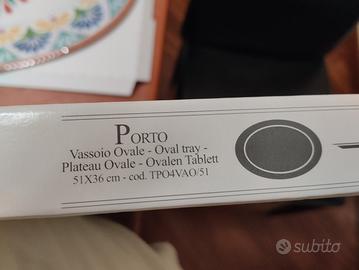 PORTO
Vassoio Ovale - Oval tray -
Plateau Ovale - Ovalen Tablett
51X36 cm - cod. TPO4VAO/51
subito